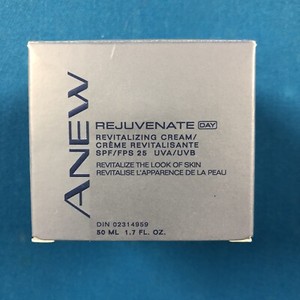 ANEW
REJUVENATE DAY
REVITALIZING CREAM/
CRÈME REVITALISANTE
SPF/FPS 25 UVA/UVB
REVITALIZE THE LOOK OF SKIN
REVITALISE L'APPARENCE DE LA PEAU
DIN 02314959
50 ML 1.7 FL. OZ.